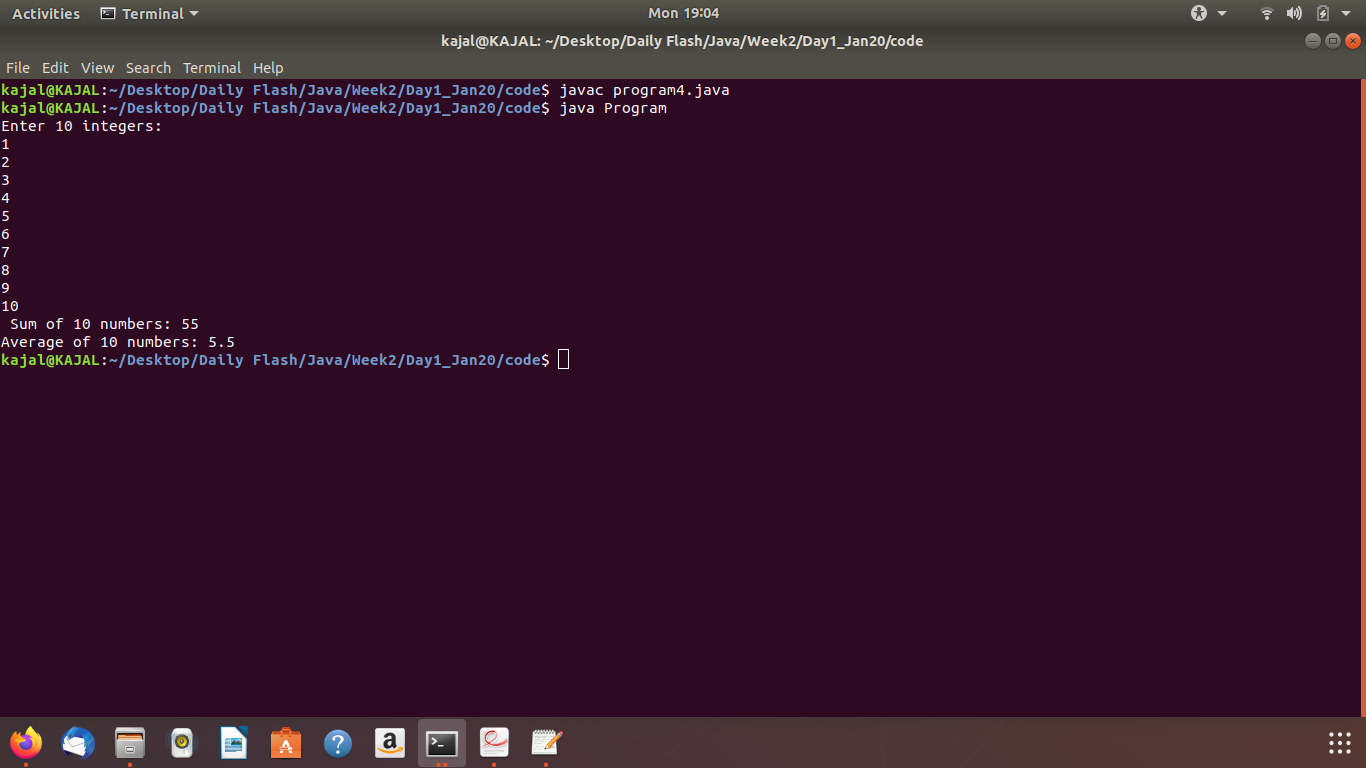 Activities Terminal Mon 19:04
kajal@KAJAL: ~/Desktop/Daily Flash/Java/Week2/Day1_Jan20/code
File Edit View Search Terminal Help
kajal@KAJAL:~/Desktop/Daily Flash/Java/Week2/Day1_Jan20/code$ javac program4.java
kajal@KAJAL:~/Desktop/Daily Flash/Java/Week2/Day1_Jan20/code$ java Program
Enter 10 integers:
1
2
3
4
5
6
7
8
9
10
 Sum of 10 numbers: 55
Average of 10 numbers: 5.5
kajal@KAJAL:~/Desktop/Daily Flash/Java/Week2/Day1_Jan20/code$